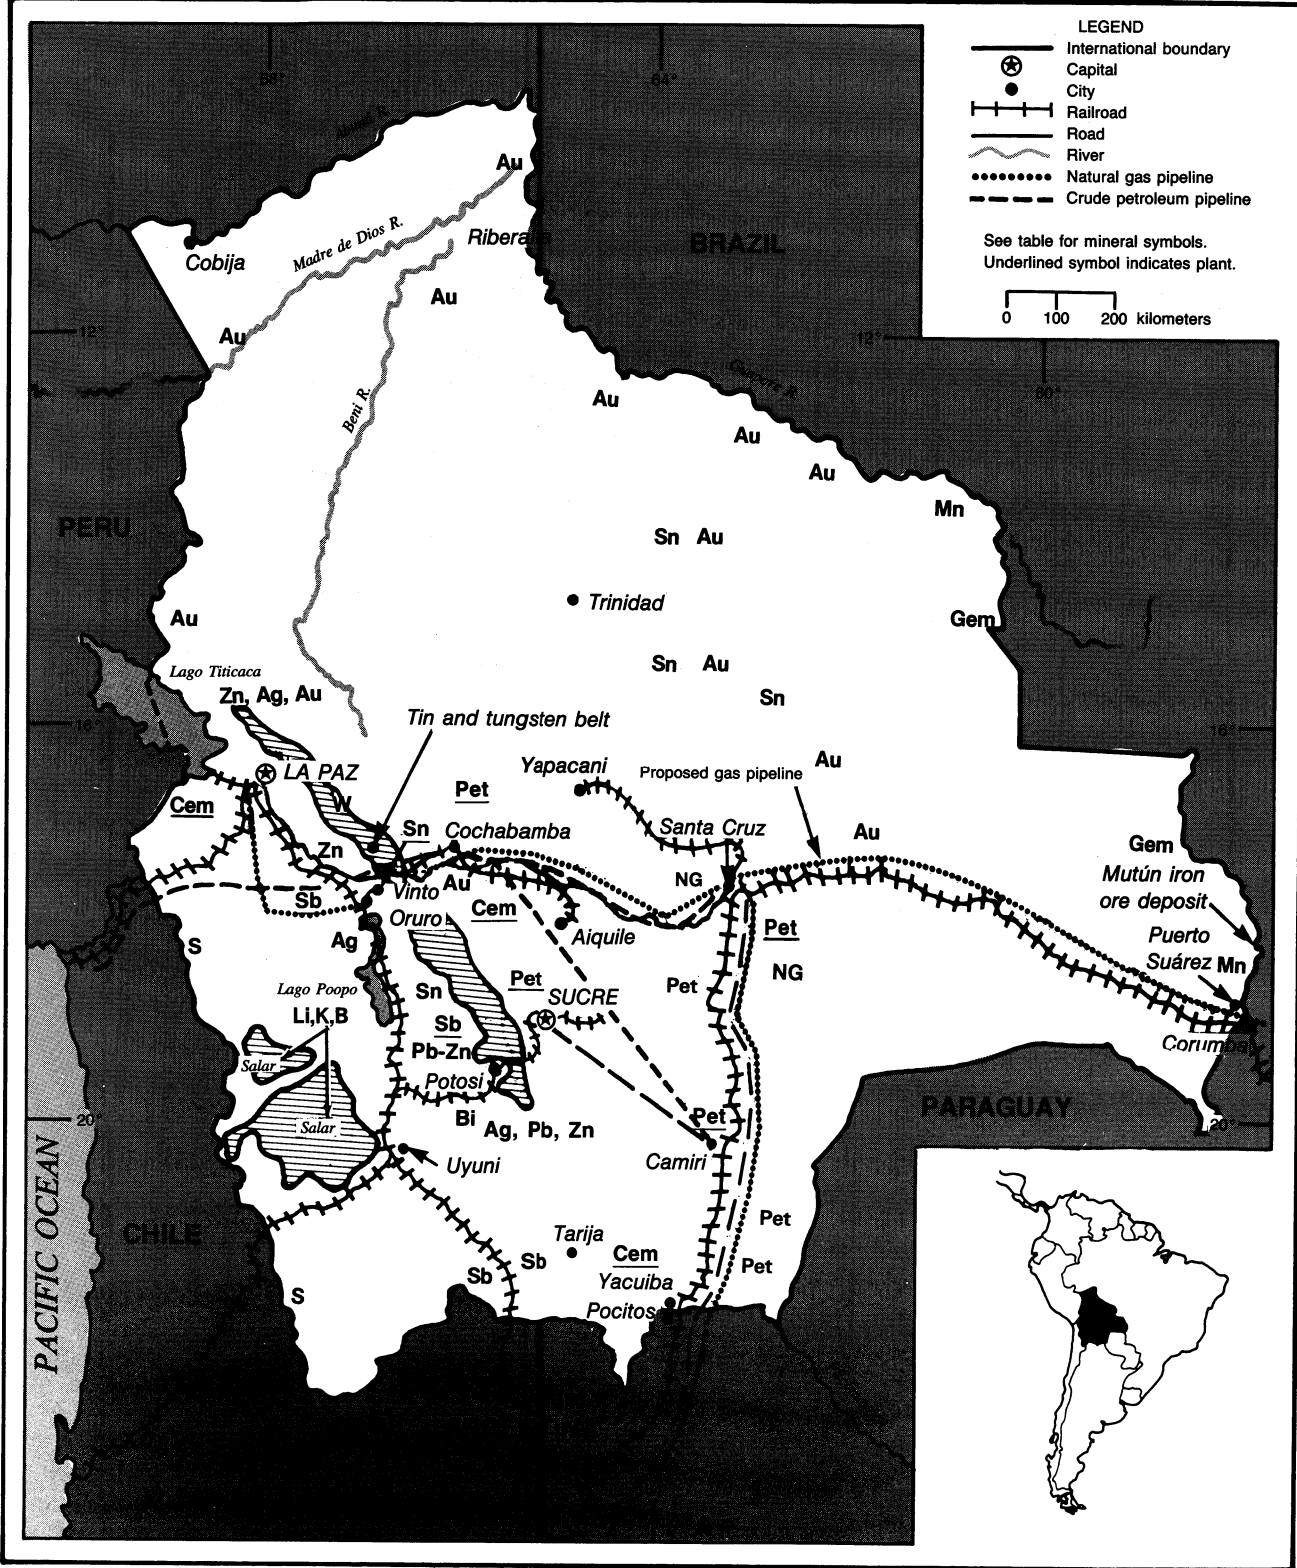 LEGEND
International boundary
Capital
City
Railroad
Road
River
Natural gas pipeline
Crude petroleum pipeline
See table for mineral symbols.
Underlined symbol indicates plant.
0 100 200 kilometers
68°
64°
Abuna R.
Au
Riberalta
BRAZIL
Madre de Dios R.
Cobija
Au
Au
12°
12°
60°
Guapore R.
Beni R.
Au
Au
Au
Mn
PERU
Sn Au
Trinidad
Au
Gem
Lago Titicaca
Sn Au
Zn, Ag, Au
Sn
Tin and tungsten belt
16°
16°
Yapacani
Proposed gas pipeline
Au
LA PAZ
Cem
W
Pet
Sn
Cochabamba
Santa Cruz
Au
Gem
Zn
Mutún iron
ore deposit
Vinto
Au
NG
Sb
Oruro
Cem
Aiquile
Pet
Puerto
Suárez Mn
S
Ag
NG
Lago Poopo
Sn
Pet
SUCRE
Pet
Li,K,B
Sb
Pb-Zn
Salar
Corumba
Potosi
20°
Salar
Bi
Ag, Pb, Zn
Pet
PARAGUAY
20°
Uyuni
Camiri
PACIFIC OCEAN
CHILE
Tarija
Pet
Sb
Cem
Sb
Yacuiba
Pet
S
Pocitos